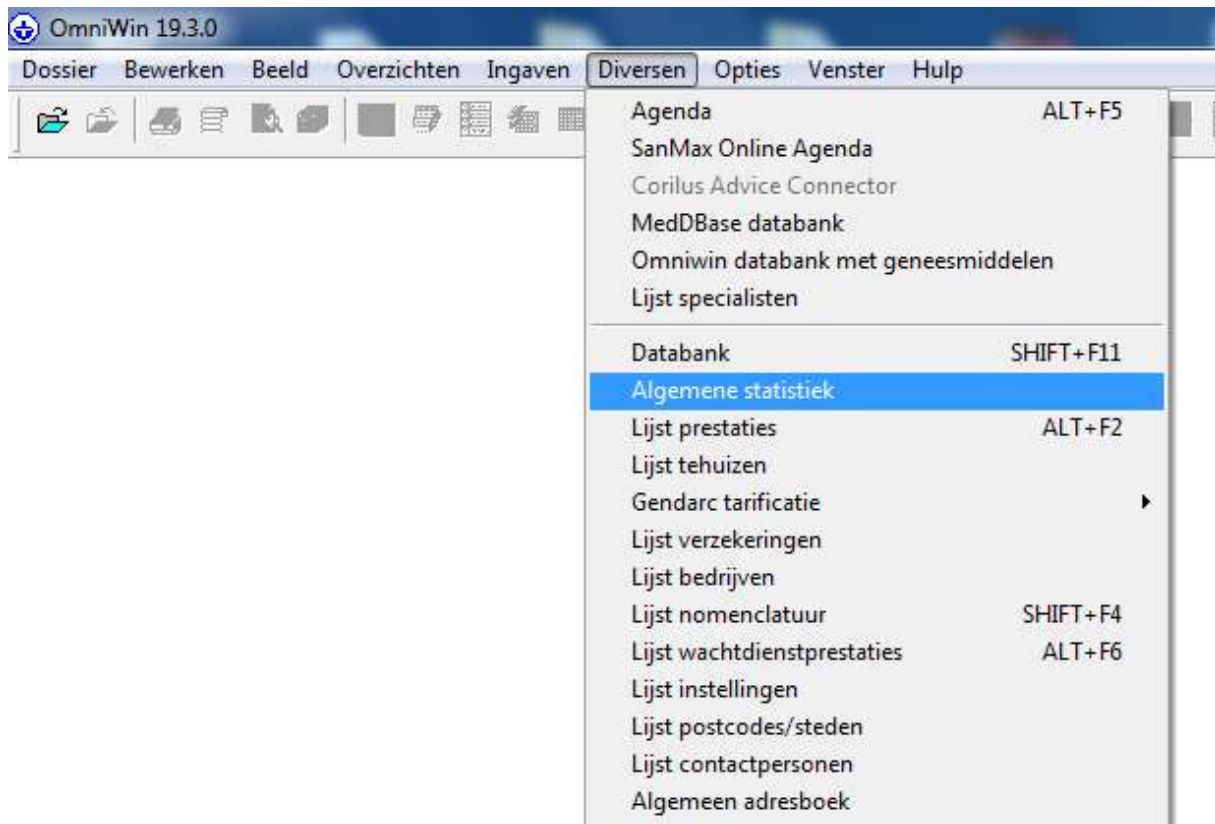 OmniWin 19.3.0
Dossier Bewerken Beeld Overzichten Ingaven Diversen Opties Venster Hulp
Agenda ALT+F5
SanMax Online Agenda
Corilus Advice Connector
MedDBase databank
Omniwin databank met geneesmiddelen
Lijst specialisten
Databank SHIFT+F11
Algemene statistiek
Lijst prestaties ALT+F2
Lijst tehuizen
Gendarc tarificatie
Lijst verzekeringen
Lijst bedrijven
Lijst nomenclatuur SHIFT+F4
Lijst wachtdienstprestaties ALT+F6
Lijst instellingen
Lijst postcodes/steden
Lijst contactpersonen
Algemeen adresboek